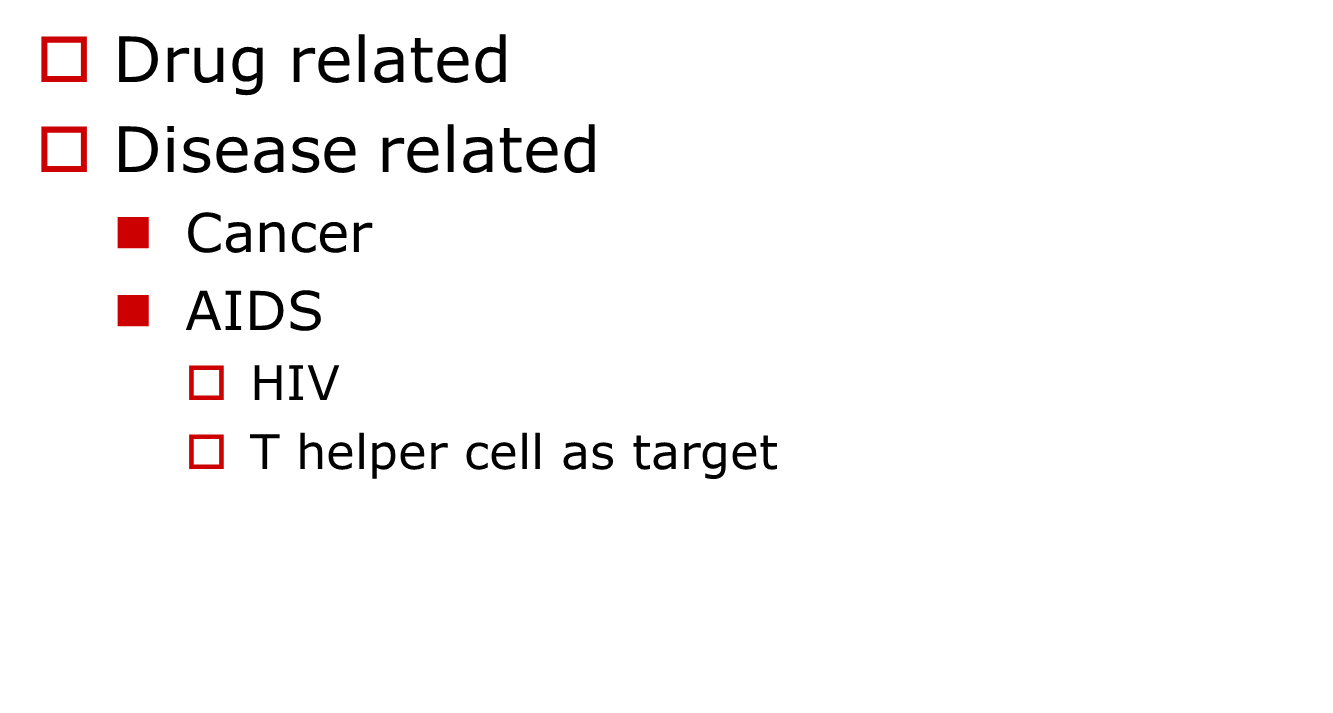 Drug related
Disease related
Cancer
AIDS
HIV
T helper cell as target